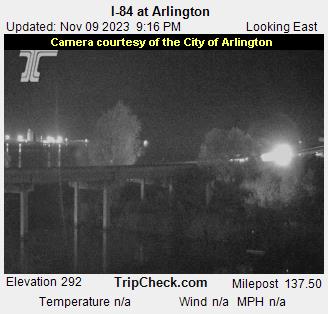 I-84 at Arlington
Updated: Nov 09 2023 9:16 PM Looking East
Camera courtesy of the City of Arlington
Elevation 292 TripCheck.com Milepost 137.50
Temperature n/a Wind n/a MPH n/a